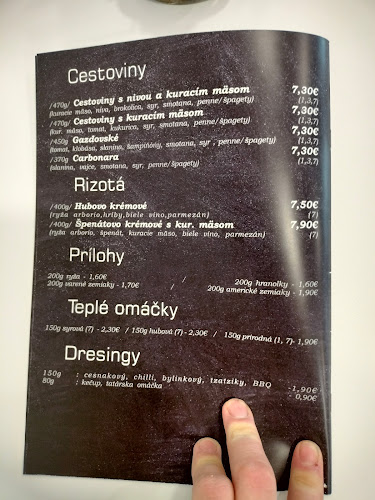 Cestoviny
/470g/ Cestoviny s nivou a kuracím mäsom 7,30€
(kuracie mäso, niva, brokolica, syr, smotana, penne/špagety) (1,3,7)
/470g/ Cestoviny s kuracím mäsom 7,30€
(kur. mäso, tomat, kukurica, syr, smotana, penne/špagety) (1,3,7)
/450g Gazdovské 7,30€
(tomat, klobása, slanina, šampióny, smotana, syr, penne/špagety) (1,3,7)
/370g Carbonara 7,30€
(slanina, vajce, smotana, syr, penne/špagety) (1,3,7)
Rizotá
/400g/ Hubovo krémové 7,50€
(ryža arborio,hríby,biele víno,parmezán) (7)
/400g/ Špenátovo krémové s kur. mäsom 7,90€
(ryža arborio, špenát, kuracie mäso, biele víno, parmezán) (7)
Prílohy
200g ryža - 1,60€ / 200g hranolky - 1,60€
200g varené zemiaky - 1,70€ / 200g americké zemiaky - 1,90€
Teplé omáčky
150g syrová (7) - 2,30€ / 150g hubová (7) - 2,30€ / 150g prírodná (1, 7)- 1,90€
Dresingy
150g : cesnakový, chilli, bylinkový, tzatziky, BBQ -1,90€
80g : kečup, tatárska omáčka - 0,90€